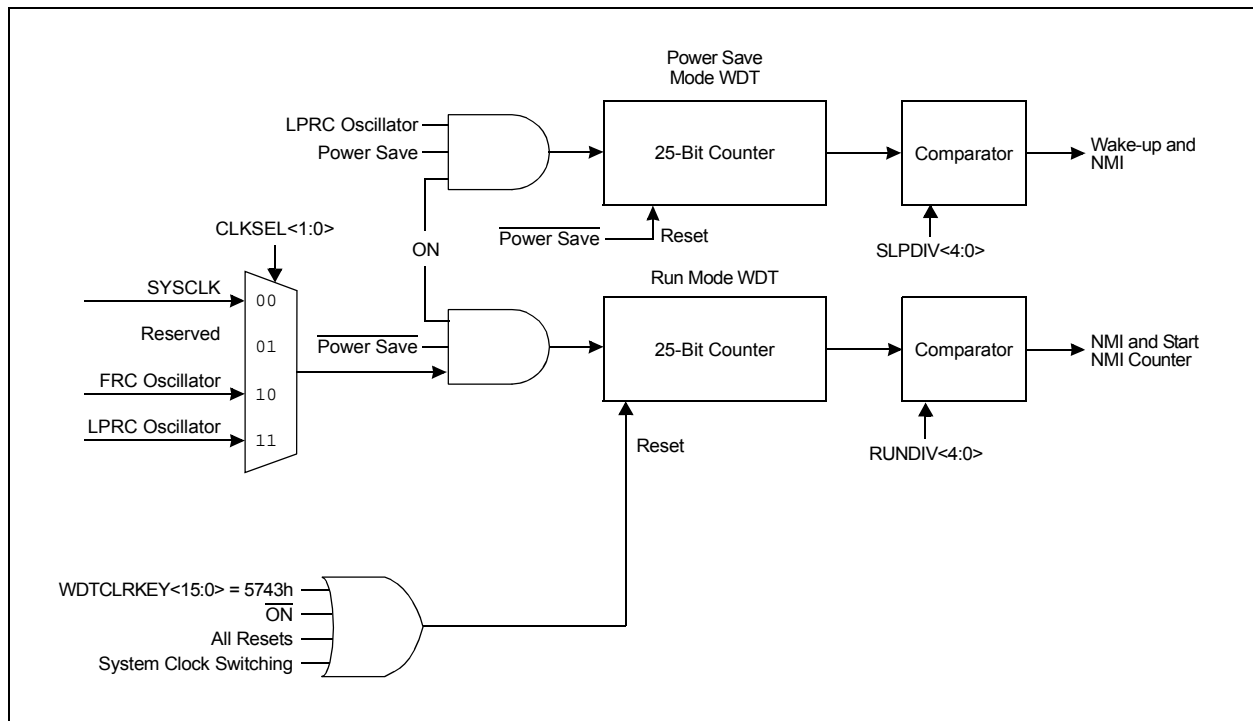 Power Save
Mode WDT
LPRC Oscillator
Power Save
25-Bit Counter
Comparator
Wake-up and
NMI
CLKSEL<1:0>
ON
Power Save
Reset
SLPDIV<4:0>
Run Mode WDT
SYSCLK
00
Reserved
01
Power Save
25-Bit Counter
Comparator
NMI and Start
NMI Counter
FRC Oscillator
10
LPRC Oscillator
11
Reset
RUNDIV<4:0>
WDTCLRKEY<15:0> = 5743h
ON
All Resets
System Clock Switching